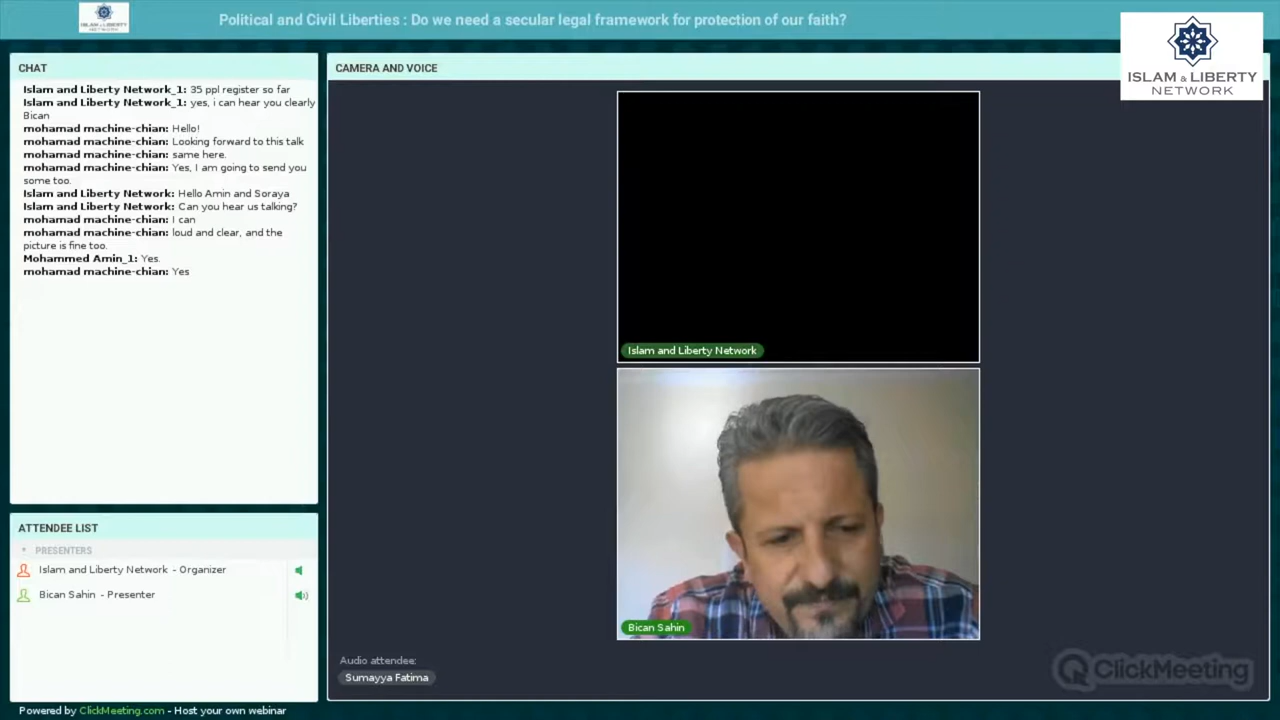 Political and Civil Liberties : Do we need a secular legal framework for protection of our faith?
ISLAM & LIBERTY
NETWORK
CHAT
Islam and Liberty Network_1: 35 ppl register so far
Islam and Liberty Network_1: yes, i can hear you clearly
Bican
mohamad machine-chian: Hello!
mohamad machine-chian: Looking forward to this talk
mohamad machine-chian: same here.
mohamad machine-chian: Yes, I am going to send you
some too.
Islam and Liberty Network: Hello Amin and Soraya
Islam and Liberty Network: Can you hear us talking?
mohamad machine-chian: I can
mohamad machine-chian: loud and clear, and the
picture is fine too.
Mohammed Amin_1: Yes.
mohamad machine-chian: Yes
ATTENDEE LIST
PRESENTERS
Islam and Liberty Network - Organizer
Bican Sahin - Presenter
Powered by ClickMeeting.com - Host your own webinar
CAMERA AND VOICE
ISLAM & LIBERTY
NETWORK
Islam and Liberty Network
Bican Sahin
Audio attendee:
Sumayya Fatima
ClickMeeting